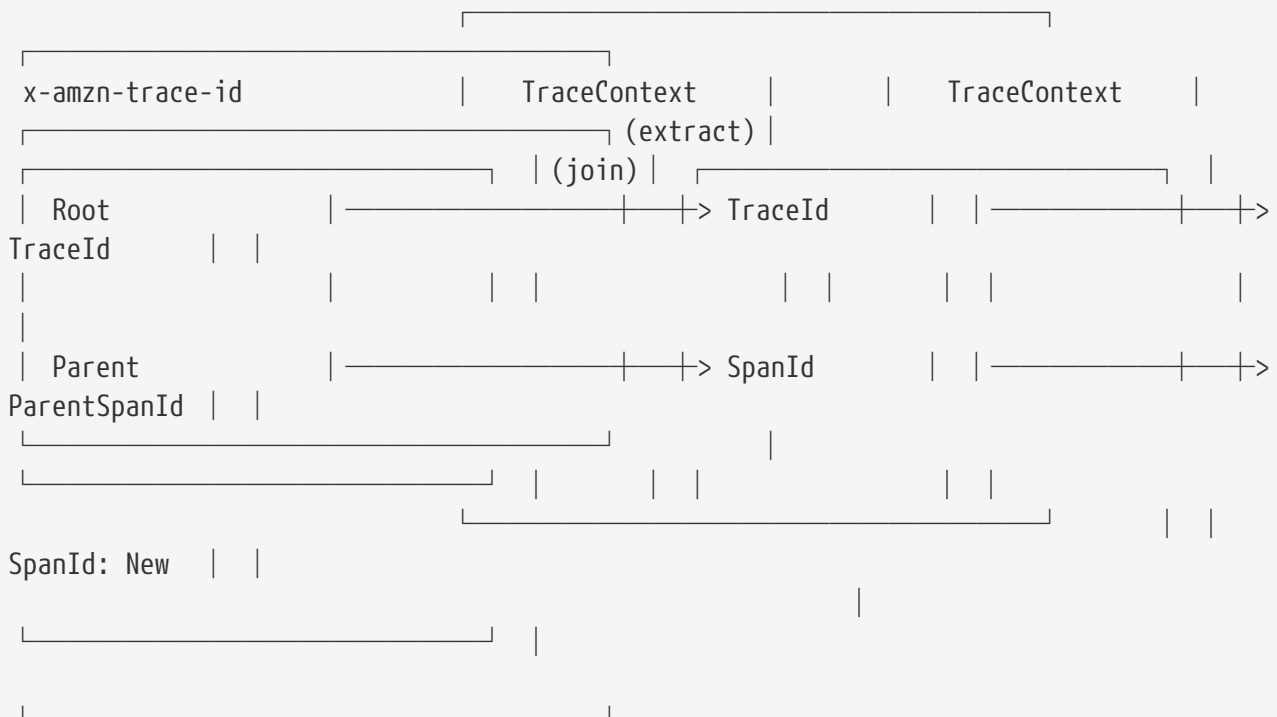 x-amzn-trace-id │ TraceContext │ │ TraceContext │
(extract) │
│ (join) │ │
│ Root │ ──────────────┼───┼> TraceId │ │ ──────────┼───┼>
TraceId │ │
│ Parent │ ──────────────┼───┼> SpanId │ │ ──────────┼───┼>
ParentSpanId │ │
SpanId: New │ │